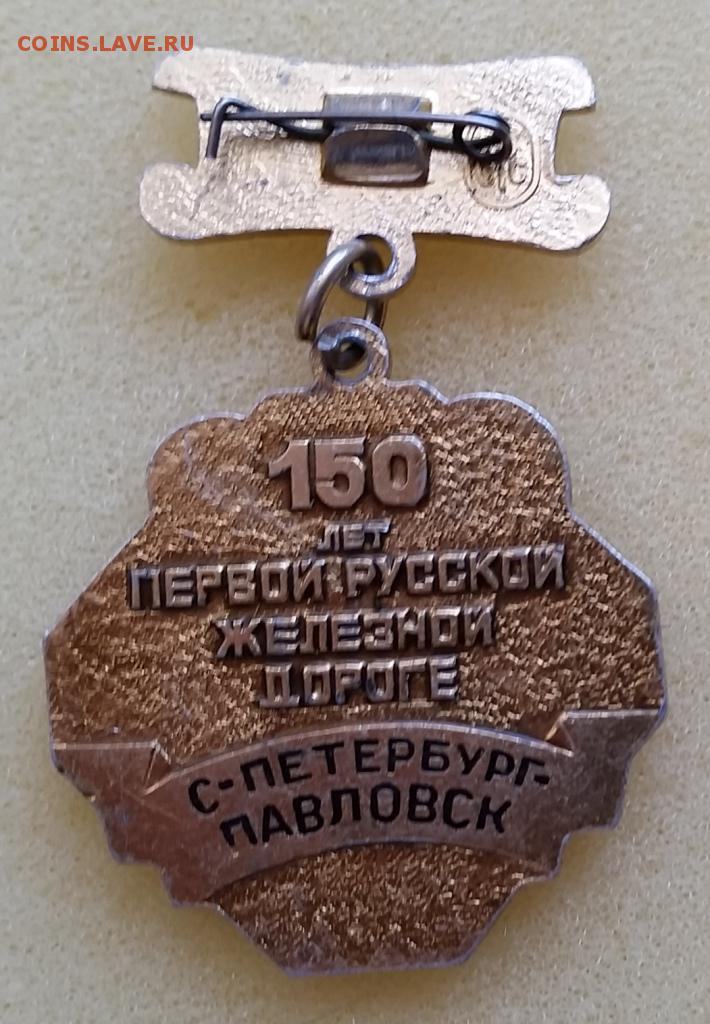 COINS.LAVE.RU
150
ЛЕТ
ПЕРВОЙ РУССКОЙ
ЖЕЛЕЗНОЙ
ДОРОГЕ
С-ПЕТЕРБУРГ-
ПАВЛОВСК